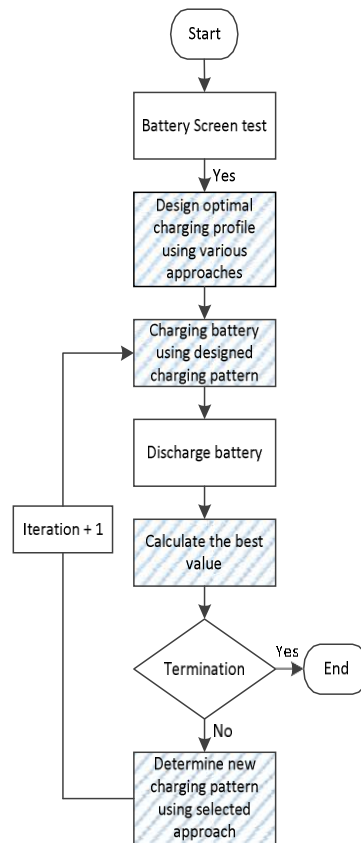 Start
Battery Screen test
Yes
Design optimal
charging profile
using various
approaches
Charging battery
using designed
charging pattern
Discharge battery
Iteration + 1
Calculate the best
value
Termination
Yes
End
No
Determine new
charging pattern
using selected
approach